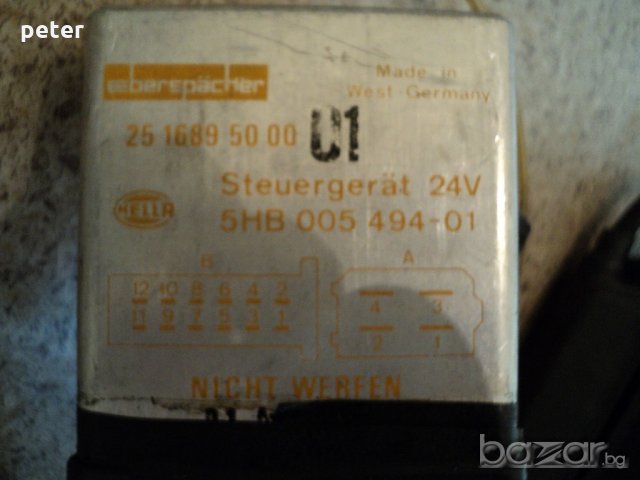 peter
eberspächer
Made in
West Germany
25 1689 50 00 01
Steuergerät 24V
HELLA
5HB 005 494-01
B
A
12 10 8 6 4 2
11 9 7 5 3 1
4 3
2 1
NICHT WERFEN
bazar.bg